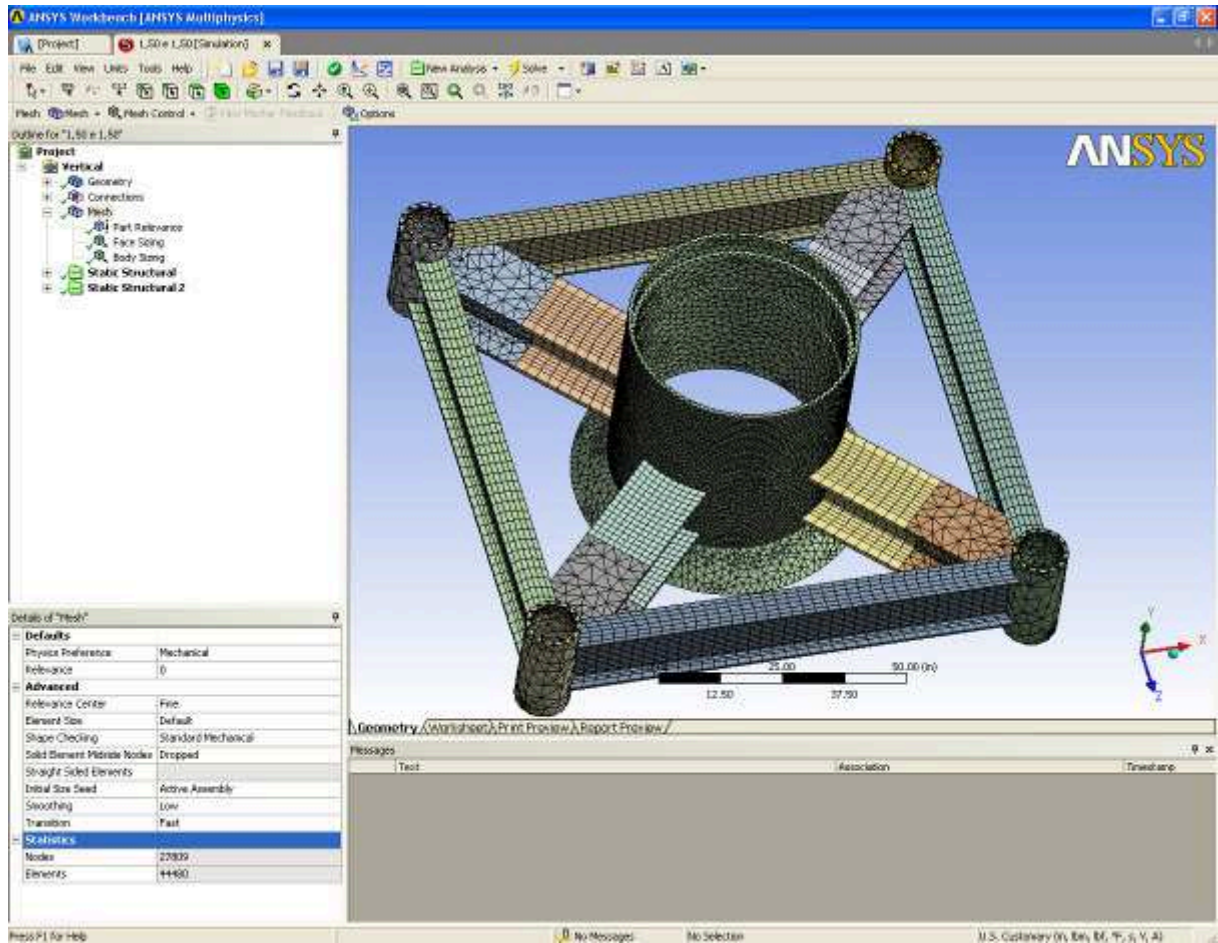 ANSYS Workbench [ANSYS Multiphysics]
[Project] 1,50 e 1,50 [Simulation]
File Edit View Units Tools Help New Analysis Solve
Mesh Mesh Mesh Control Options
Outline for "1,50 e 1,50"
Project
Vertical
Geometry
Connections
Mesh
Part Relevance
Face Sizing
Body Sizing
Static Structural
Static Structural 2
ANSYS
Y
X
Z
25.00 50.00 (in)
12.50 37.50
Geometry Worksheet Print Preview Report Preview
Details of "Mesh"
Defaults
Physics Preference Mechanical
Relevance 0
Advanced
Relevance Center Fine
Element Size Default
Shape Checking Standard Mechanical
Solid Element Midside Nodes Dropped
Straight Sided Elements
Initial Size Seed Active Assembly
Smoothing Low
Transition Fast
Statistics
Nodes 27809
Elements 44480
Messages
Text Association Timestamp
Press F1 for Help No Messages No Selection U.S. Customary (in, lbm, lbf, °F, s, V, A)